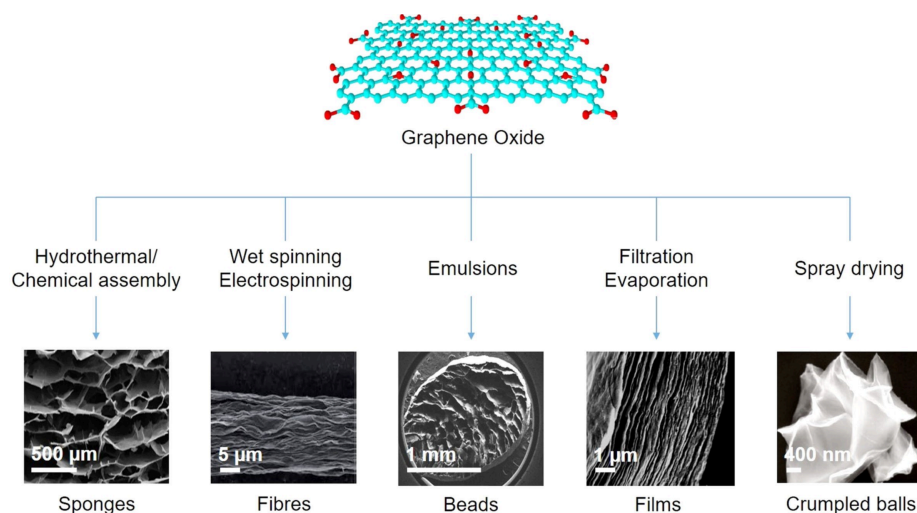 Graphene Oxide
Hydrothermal/
Chemical assembly
Wet spinning
Electrospinning
Emulsions
Filtration
Evaporation
Spray drying
500 μm
5 μm
1 mm
1 μm
400 nm
Sponges
Fibres
Beads
Films
Crumpled balls